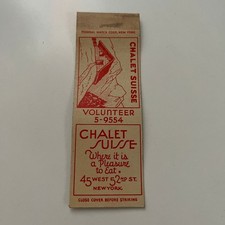 CHALET SUISSE
VOLUNTEER
5-9554
CHALET
SUISSE
Where it is
a Pleasure
to Eat
45 WEST 52ND ST.
NEW YORK
CLOSE COVER BEFORE STRIKING